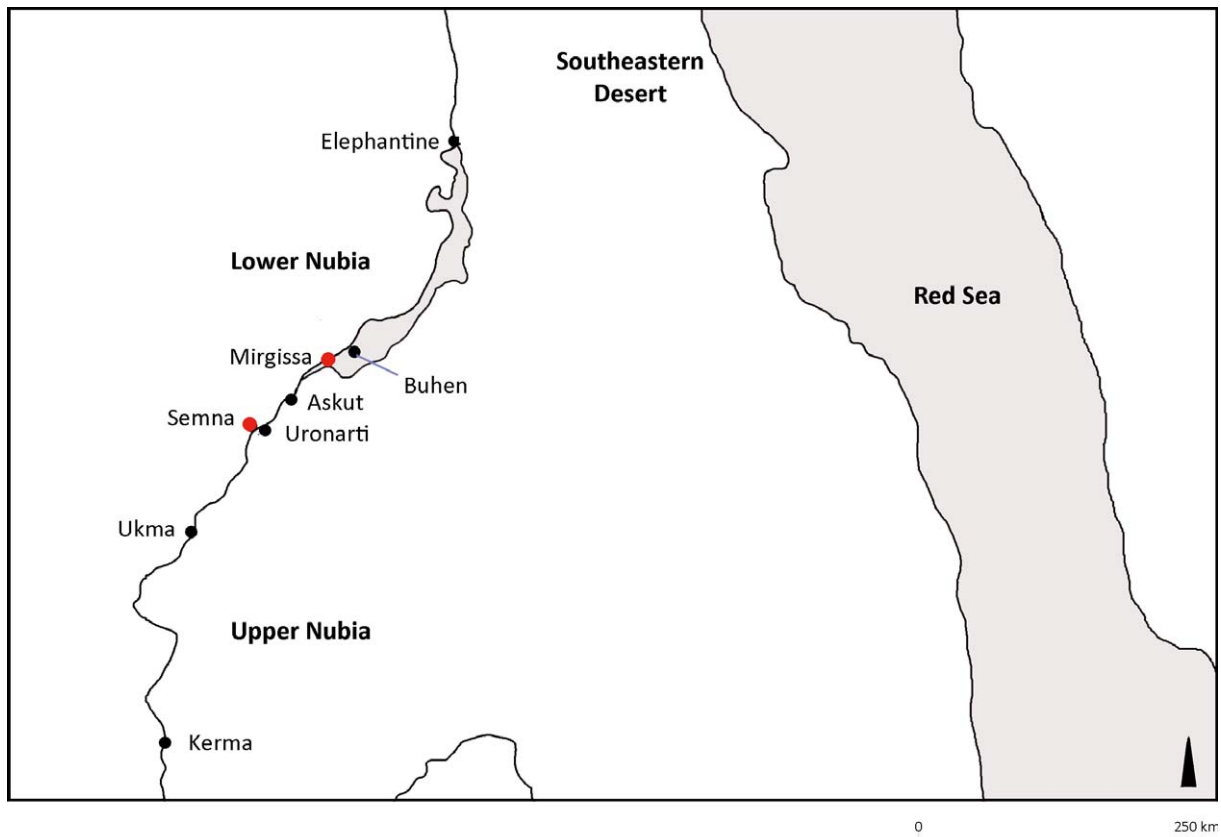 Southeastern
Desert
Elephantine
Lower Nubia
Red Sea
Mirgissa
Buhen
Askut
Semna
Uronarti
Ukma
Upper Nubia
Kerma
0
250 km